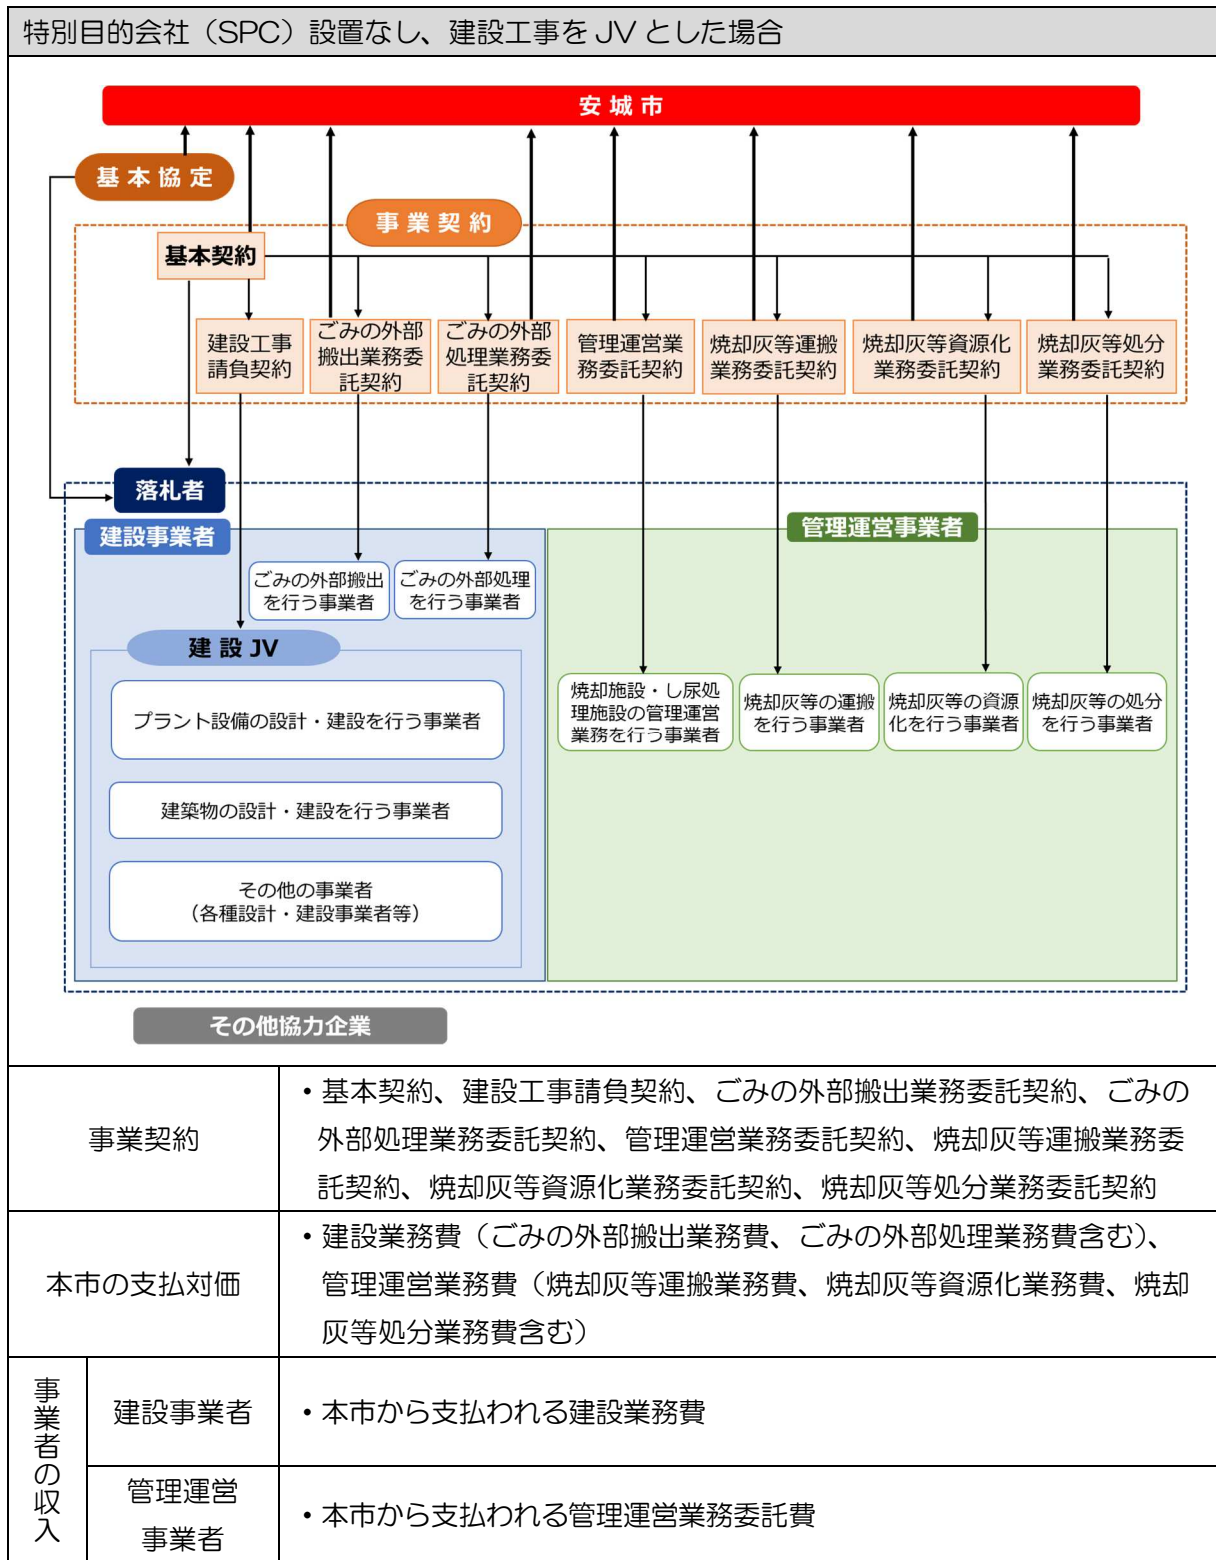 特別目的会社（SPC）設置なし、建設工事をJVとした場合
安城市
基本協定
事業契約
基本契約
建設工事
請負契約
ごみの外部
搬出業務委
託契約
ごみの外部
処理業務委
託契約
管理運営業
務委託契約
焼却灰等運搬
業務委託契約
焼却灰等資源化
業務委託契約
焼却灰等処分
業務委託契約
落札者
建設事業者
管理運営事業者
ごみの外部搬出
を行う事業者
ごみの外部処理
を行う事業者
建設JV
プラント設備の設計・建設を行う事業者
建築物の設計・建設を行う事業者
その他の事業者
（各種設計・建設事業者等）
焼却施設・し尿処
理施設の管理運営
業務を行う事業者
焼却灰等の運搬
を行う事業者
焼却灰等の資源
化を行う事業者
焼却灰等の処分
を行う事業者
その他協力企業
事業契約
・基本契約、建設工事請負契約、ごみの外部搬出業務委託契約、ごみの
外部処理業務委託契約、管理運営業務委託契約、焼却灰等運搬業務委
託契約、焼却灰等資源化業務委託契約、焼却灰等処分業務委託契約
本市の支払対価
・建設業務費（ごみの外部搬出業務費、ごみの外部処理業務費含む）、
管理運営業務費（焼却灰等運搬業務費、焼却灰等資源化業務費、焼却
灰等処分業務費含む）
事業者の収入
建設事業者
・本市から支払われる建設業務費
管理運営
事業者
・本市から支払われる管理運営業務委託費